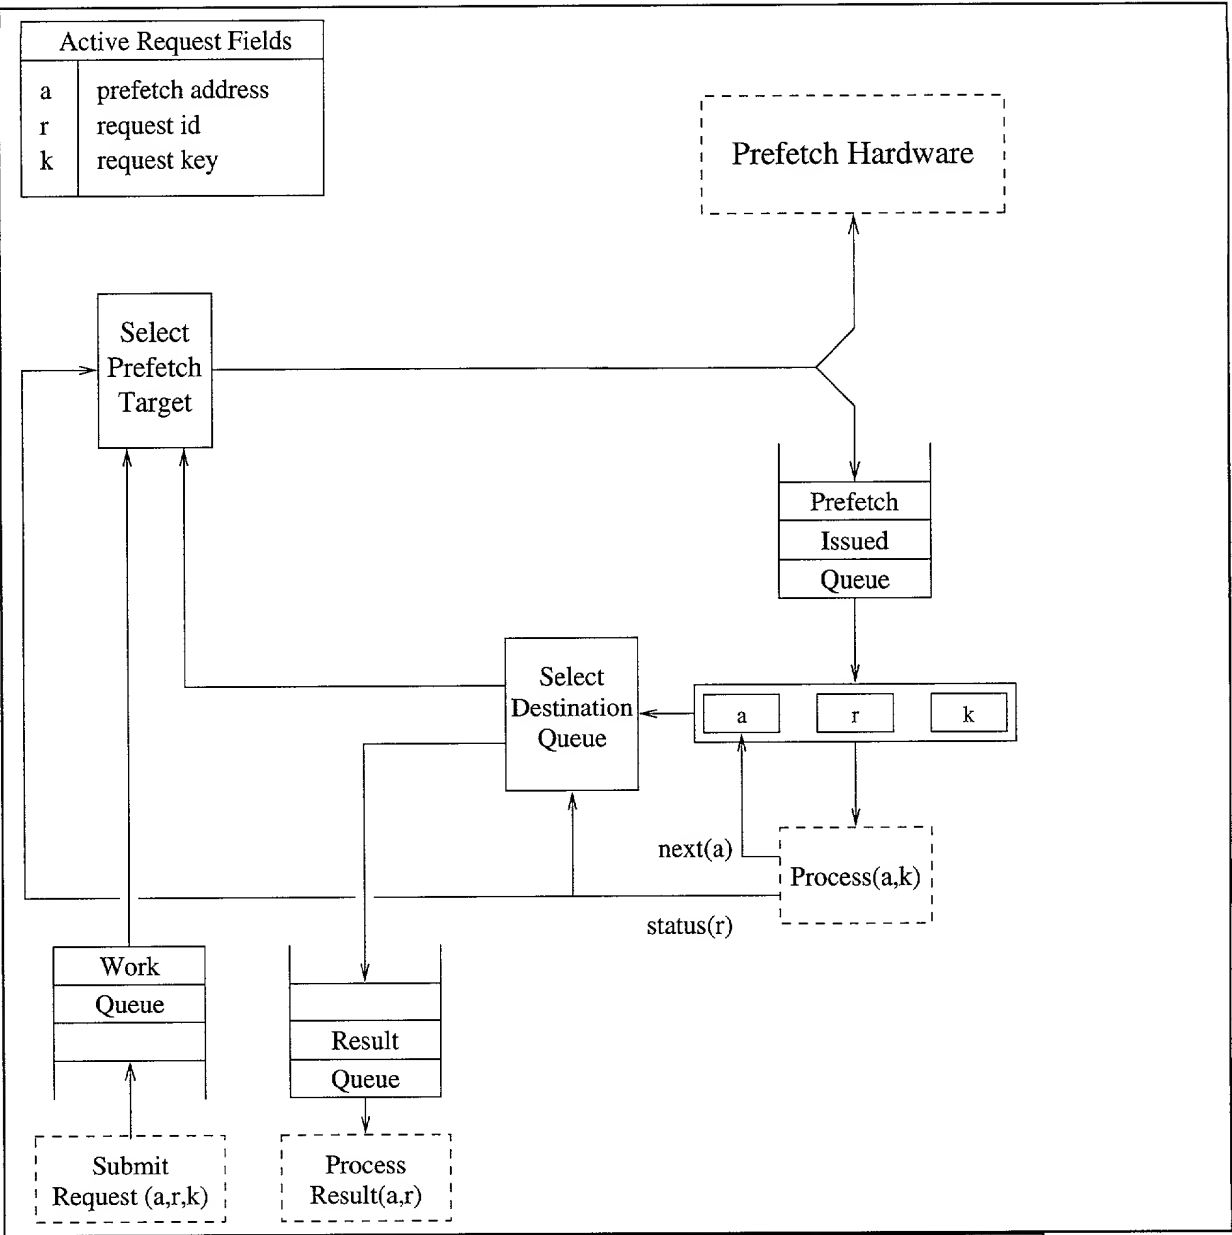 Active Request Fields
a prefetch address
r request id
k request key
Prefetch Hardware
Select
Prefetch
Target
Prefetch
Issued
Queue
Select
Destination
Queue
a r k
next(a)
Process(a,k)
status(r)
Work
Queue
Result
Queue
Submit
Request (a,r,k)
Process
Result(a,r)